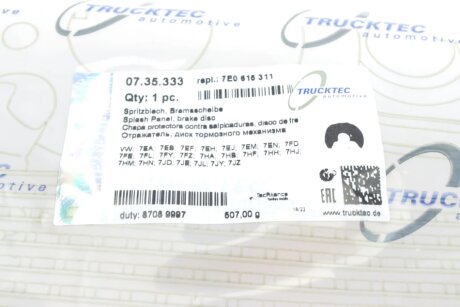 TRUCKTEC
AUTOMOTIVE
TRUCKTEC
07.35.333
repl.: 7E0 615 311
Qty: 1 pc.
TRUCKTEC
AUTOMOTIVE
Spritzblech, Bremsscheibe
Splash Panel, brake disc
Chapa protectora contra salpicaduras, disco de fre
Отражатель, диск тормозного механизма
VW: 7EA, 7EB, 7EF, 7EH, 7EJ, 7EM, 7EN, 7FD
7FE, 7FL, 7FY, 7FZ, 7HA, 7HB, 7HF, 7HH, 7HJ,
7HM, 7HN, 7JD, 7JE, 7JL, 7JY, 7JZ
TecAlliance
EAC
duty: 8708 9997
507,00 g
www.trucktec.de